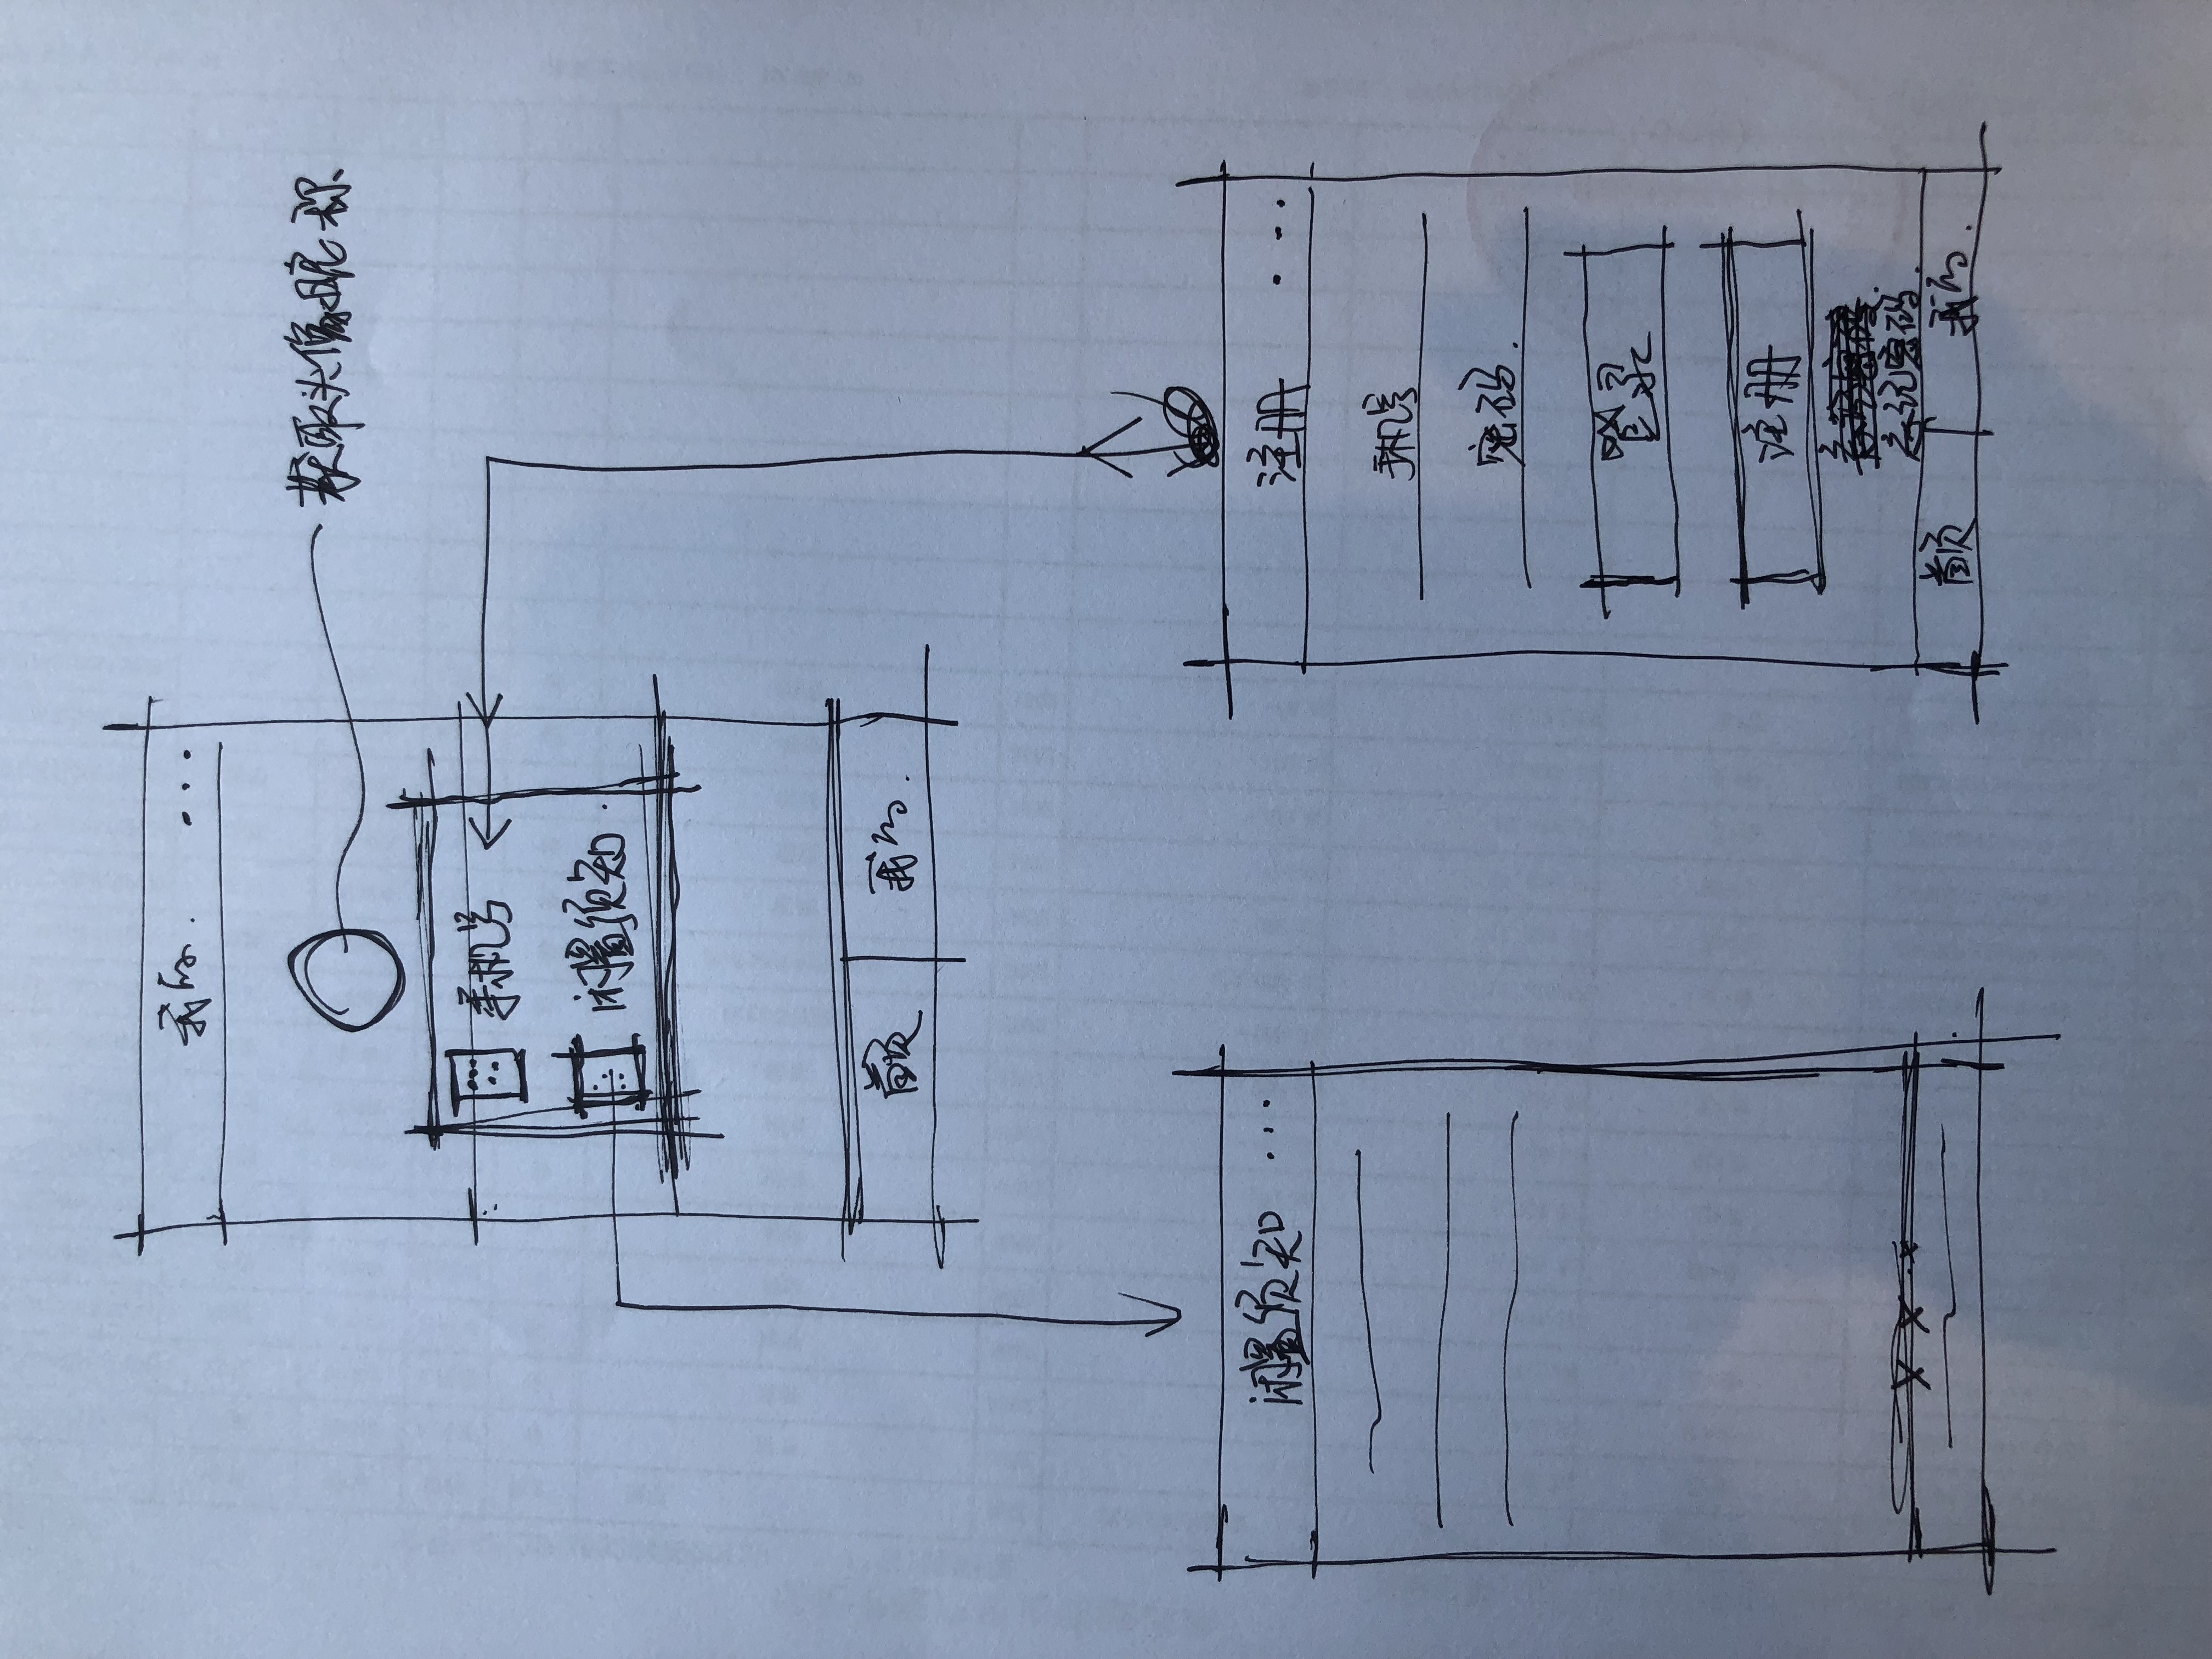 我的. ...
获取头像昵称
手机号
闲置须知.
首页 我的.
闲置须知 ...
注册 ...
手机号
密码.
登录
注册
忘记密码.
首页 我的.